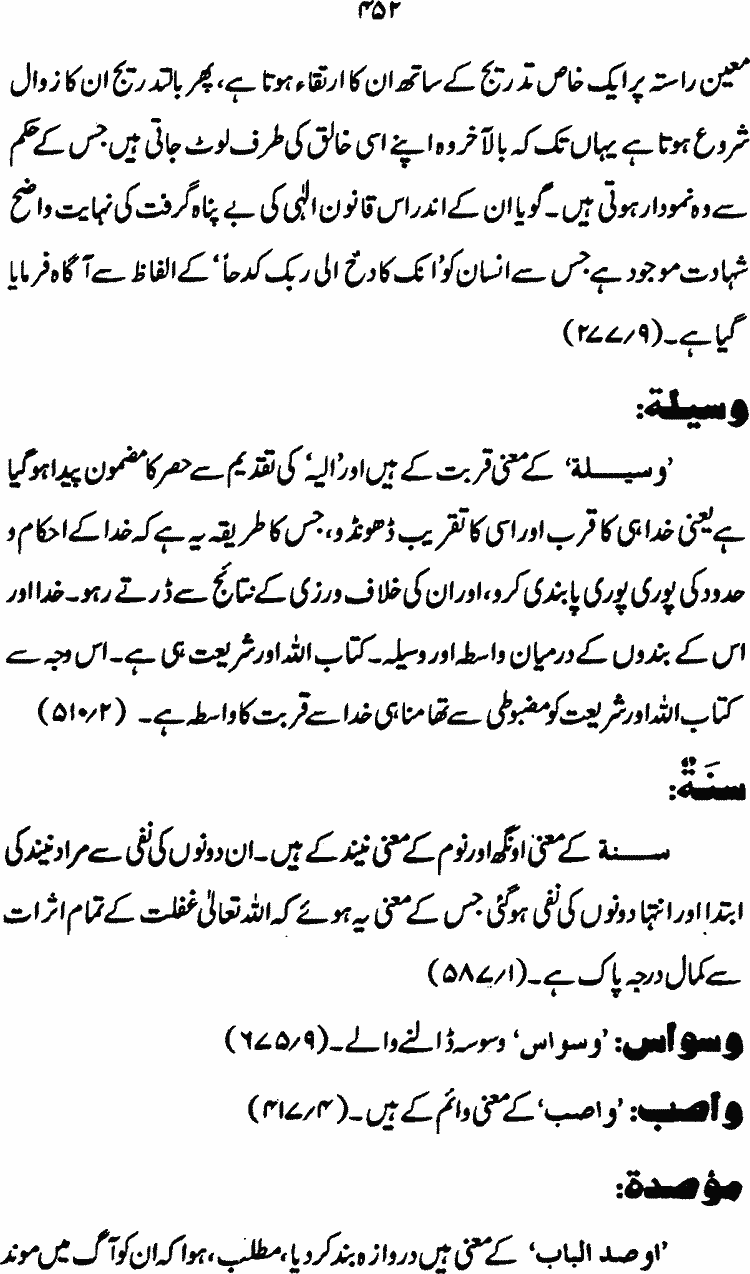 ۴۵۲
معین راستہ پر ایک خاص تدریج کے ساتھ ان کا ارتقاء ہوتا ہے، پھر بالتدریج ان کا زوال
شروع ہوتا ہے یہاں تک کہ بالآخر وہ اپنے اسی خالق کی طرف لوٹ جاتی ہیں جس کے حکم
سے وہ نمودار ہوتی ہیں۔ گویا ان کے اندر اس قانون الٰہی کی بے پناہ گرفت کی نہایت واضح
شہادت موجود ہے جس سے انسان کو ’انک کادح الی ربک کدحاً‘ کے الفاظ سے آگاہ فرمایا
گیا ہے۔ (۲۷۷/۹)
وسیلة:
’وسیلة‘ کے معنی قربت کے ہیں اور ’الیہ‘ کی تقدیم سے حصر کا مضمون پیدا ہو گیا
ہے یعنی خدا ہی کا قرب اور اسی کا تقریب ڈھونڈو، جس کا طریقہ یہ ہے کہ خدا کے احکام و
حدود کی پوری پوری پابندی کرو، اور ان کی خلاف ورزی کے نتائج سے ڈرتے رہو۔ خدا اور
اس کے بندوں کے درمیان واسطہ اور وسیلہ۔ کتاب اللہ اور شریعت ہی ہے۔ اس وجہ سے
کتاب اللہ اور شریعت کو مضبوطی سے تھامنا ہی خدا سے قربت کا واسطہ ہے۔ (۵۱۰/۲)
سنَةٌ:
سنة کے معنی اونگھ اور نوم کے معنی نیند کے ہیں۔ ان دونوں کی نفی سے مراد نیند کی
ابتدا اور انتہا دونوں کی نفی ہو گئی جس کے معنی یہ ہوئے کہ اللہ تعالیٰ غفلت کے تمام اثرات
سے کمال درجہ پاک ہے۔ (۵۸۷/۱)
وسواس: ’وسواس‘ وسوسہ ڈالنے والے۔ (۶۷۵/۹)
واصب: ’واصب‘ کے معنی دائم کے ہیں۔ (۴۱۷/۴)
مؤصدة:
’اوصد الباب‘ کے معنی ہیں دروازہ بند کر دیا، مطلب، ہوا کہ ان کو آگ میں موند